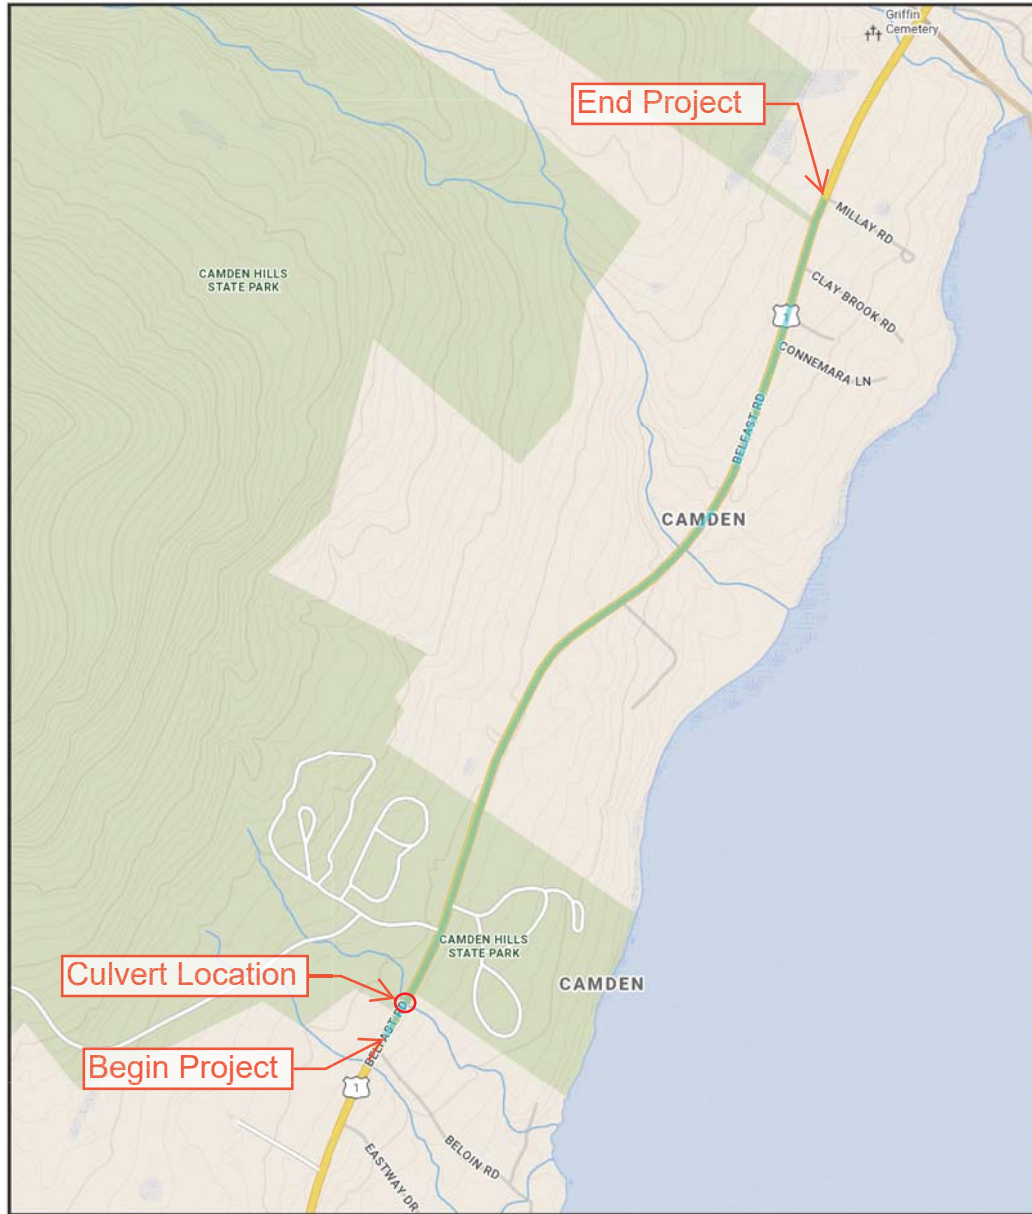 Griffin
Cemetery
End Project
MILLAY RD
CAMDEN HILLS
STATE PARK
CLAY BROOK RD
1
CONNEMARA LN
BELFAST RD
CAMDEN
CAMDEN HILLS
STATE PARK
Culvert Location
CAMDEN
BELFAST RD
Begin Project
1
BELOIN RD
EASTWAY DR